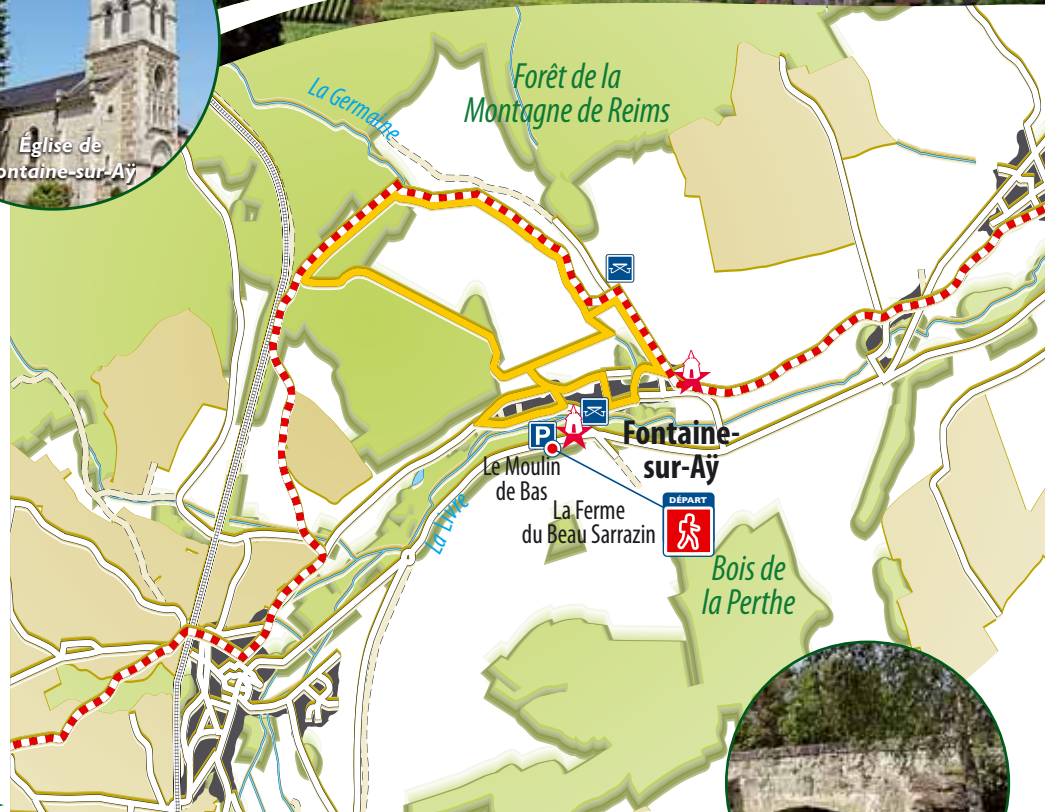 Église de
Fontaine-sur-Aÿ
La Germaine
Forêt de la
Montagne de Reims
P
Fontaine-
sur-Aÿ
Le Moulin
de Bas
La Ferme
du Beau Sarrazin
DÉPART
La Livre
Bois de
la Perthe